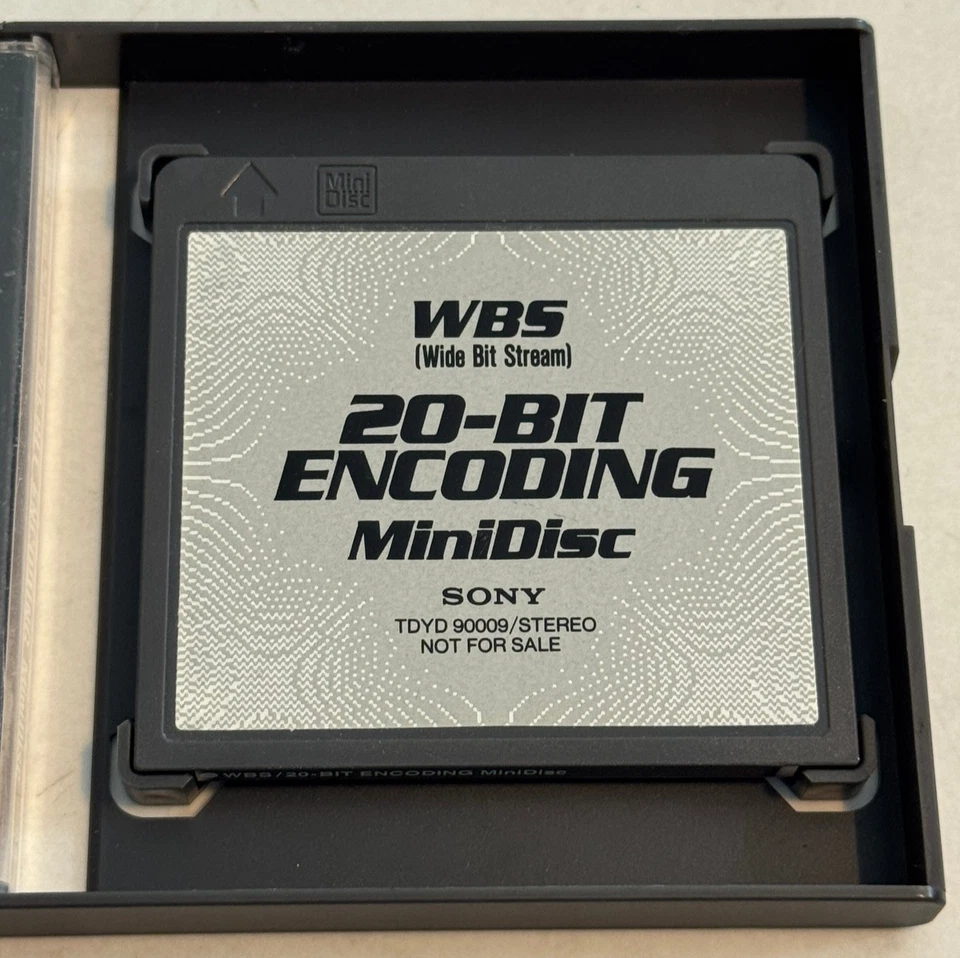 Mini
Disc
WBS
(Wide Bit Stream)
20-BIT
ENCODING
MiniDisc
SONY
TDYD 90009/STEREO
NOT FOR SALE
WBS/20-BIT ENCODING MiniDisc